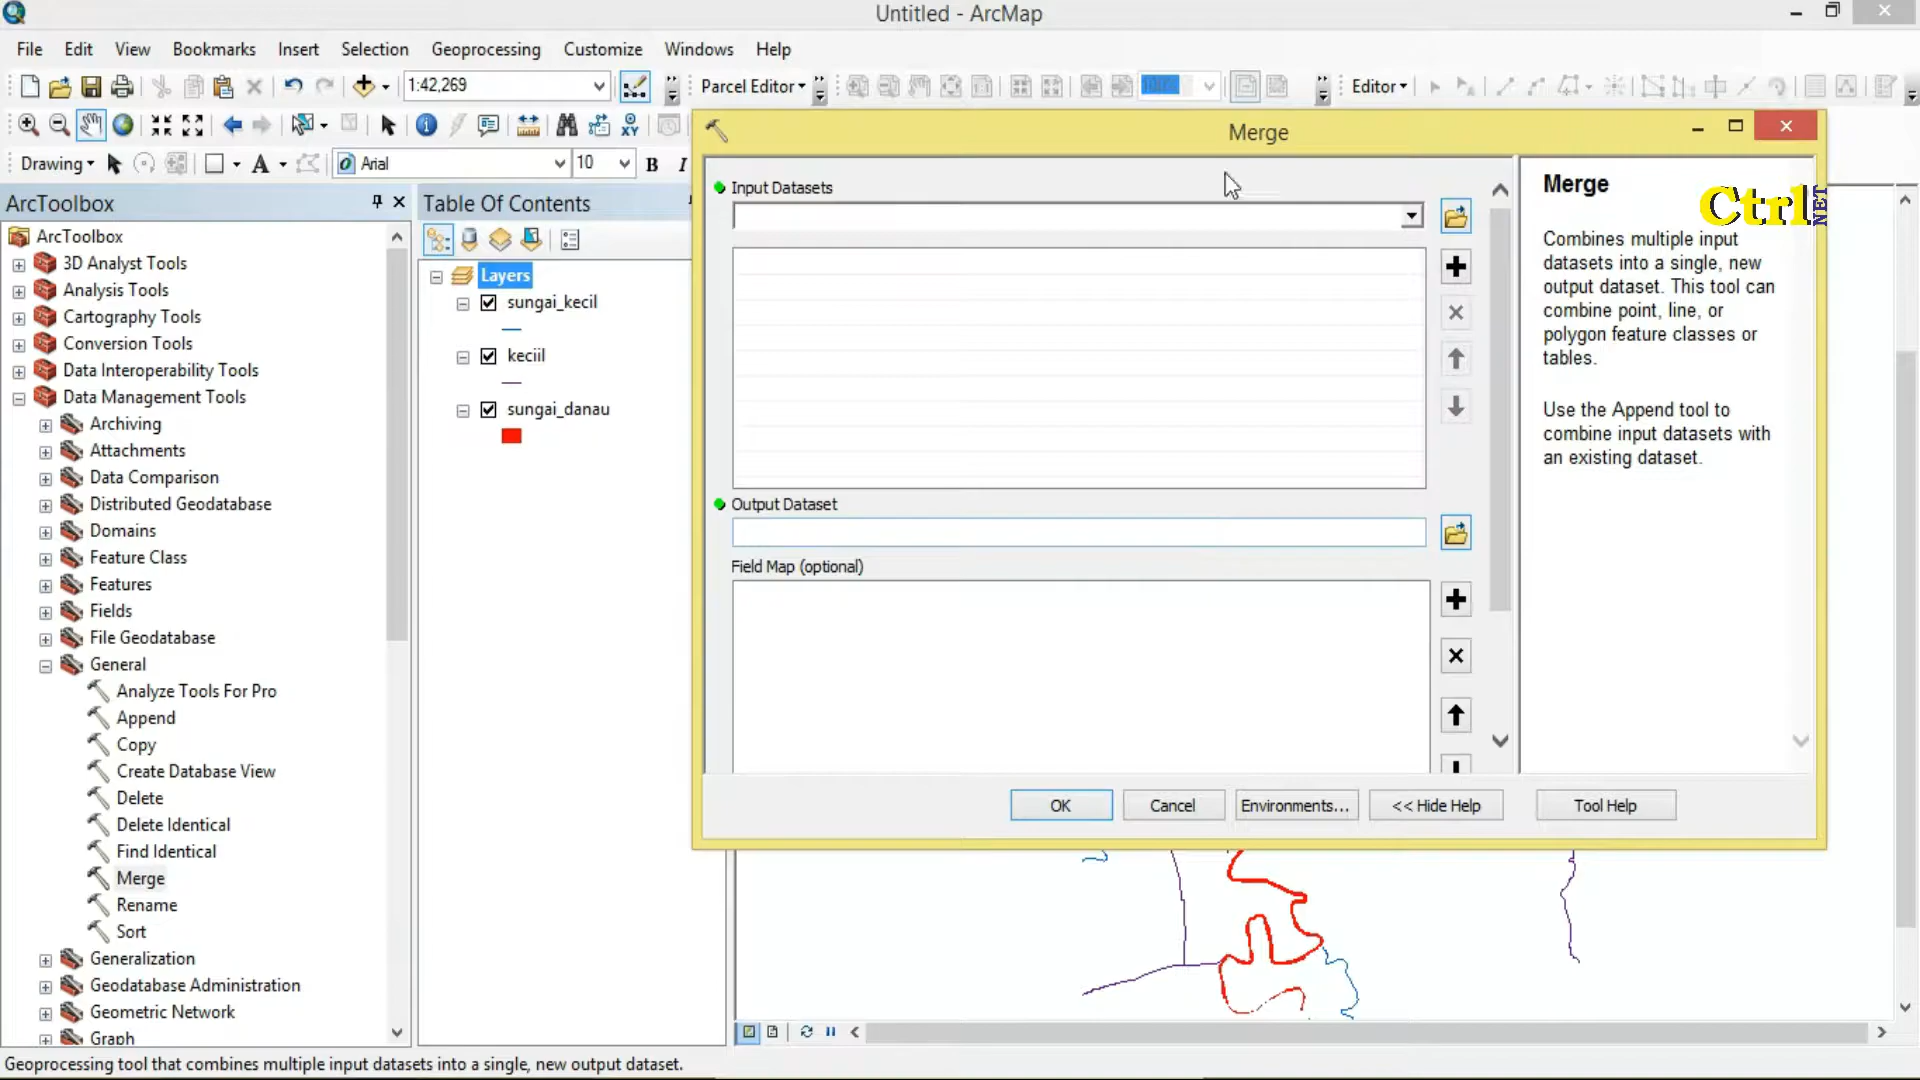 Untitled - ArcMap
File Edit View Bookmarks Insert Selection Geoprocessing Customize Windows Help
1:42,269 Parcel Editor 100% Editor
XY
Drawing A Arial 10 B I
Merge
ArcToolbox
Table Of Contents
ArcToolbox
3D Analyst Tools
Analysis Tools
Cartography Tools
Conversion Tools
Data Interoperability Tools
Data Management Tools
Archiving
Attachments
Data Comparison
Distributed Geodatabase
Domains
Feature Class
Features
Fields
File Geodatabase
General
Analyze Tools For Pro
Append
Copy
Create Database View
Delete
Delete Identical
Find Identical
Merge
Rename
Sort
Generalization
Geodatabase Administration
Geometric Network
Graph
Layers
sungai_kecil
keciil
sungai_danau
Input Datasets
Output Dataset
Field Map (optional)
OK Cancel Environments... << Hide Help Tool Help
Merge
Ctrl NET
Combines multiple input
datasets into a single, new
output dataset. This tool can
combine point, line, or
polygon feature classes or
tables.
Use the Append tool to
combine input datasets with
an existing dataset.
Geoprocessing tool that combines multiple input datasets into a single, new output dataset.